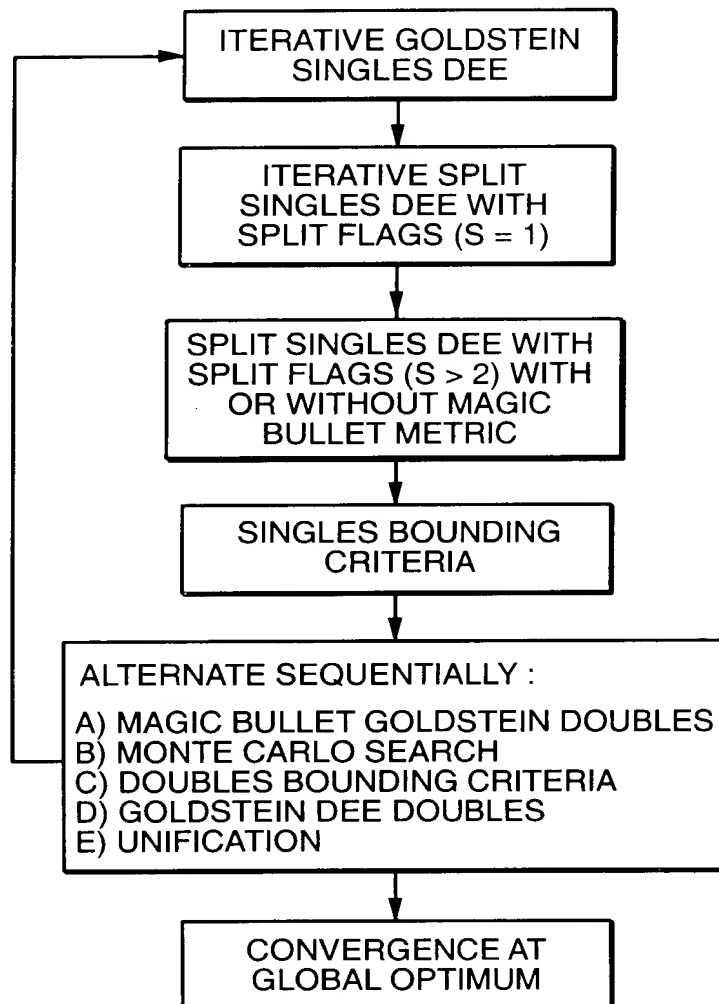 ITERATIVE GOLDSTEIN
SINGLES DEE
ITERATIVE SPLIT
SINGLES DEE WITH
SPLIT FLAGS (S = 1)
SPLIT SINGLES DEE WITH
SPLIT FLAGS (S > 2) WITH
OR WITHOUT MAGIC
BULLET METRIC
SINGLES BOUNDING
CRITERIA
ALTERNATE SEQUENTIALLY :
A) MAGIC BULLET GOLDSTEIN DOUBLES
B) MONTE CARLO SEARCH
C) DOUBLES BOUNDING CRITERIA
D) GOLDSTEIN DEE DOUBLES
E) UNIFICATION
CONVERGENCE AT
GLOBAL OPTIMUM